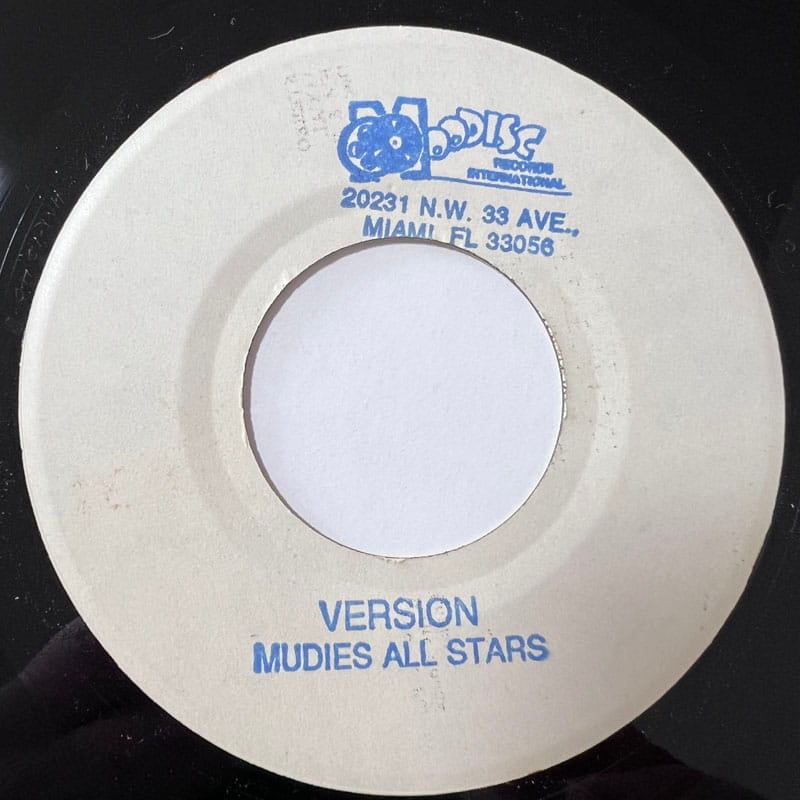 MOODISC
RECORDS
INTERNATIONAL
20231 N.W. 33 AVE.,
MIAMI, FL 33056
VERSION
MUDIES ALL STARS